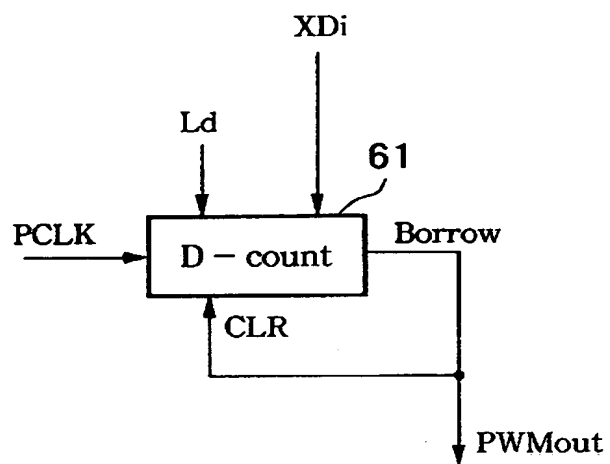 XDi
Ld
61
PCLK
D – count
Borrow
CLR
PWMout